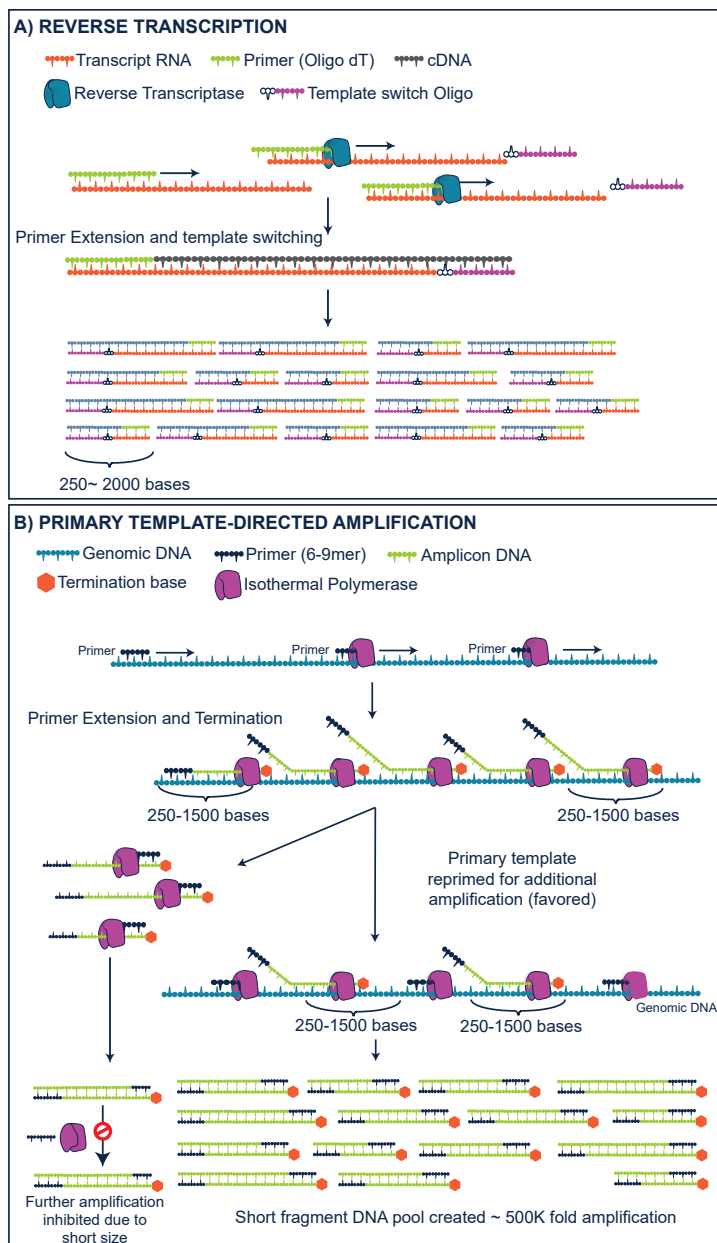 A) REVERSE TRANSCRIPTION
Transcript RNA Primer (Oligo dT) cDNA
Reverse Transcriptase Template switch Oligo
Primer Extension and template switching
250~ 2000 bases
B) PRIMARY TEMPLATE-DIRECTED AMPLIFICATION
Genomic DNA Primer (6-9mer) Amplicon DNA
Termination base Isothermal Polymerase
Primer Primer Primer
Primer Extension and Termination
250-1500 bases 250-1500 bases
Primary template
reprimed for additional
amplification (favored)
Genomic DNA
250-1500 bases 250-1500 bases
Further amplification
inhibited due to
short size
Short fragment DNA pool created ~ 500K fold amplification